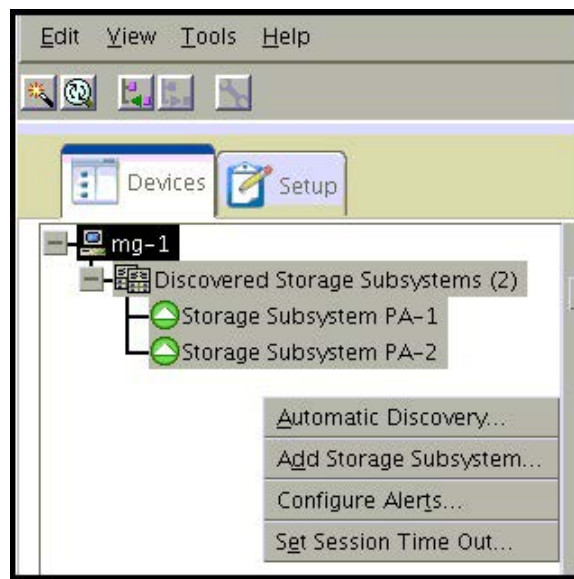 Edit View Tools Help
Devices Setup
mg-1
Discovered Storage Subsystems (2)
Storage Subsystem PA-1
Storage Subsystem PA-2
Automatic Discovery...
Add Storage Subsystem...
Configure Alerts...
Set Session Time Out...